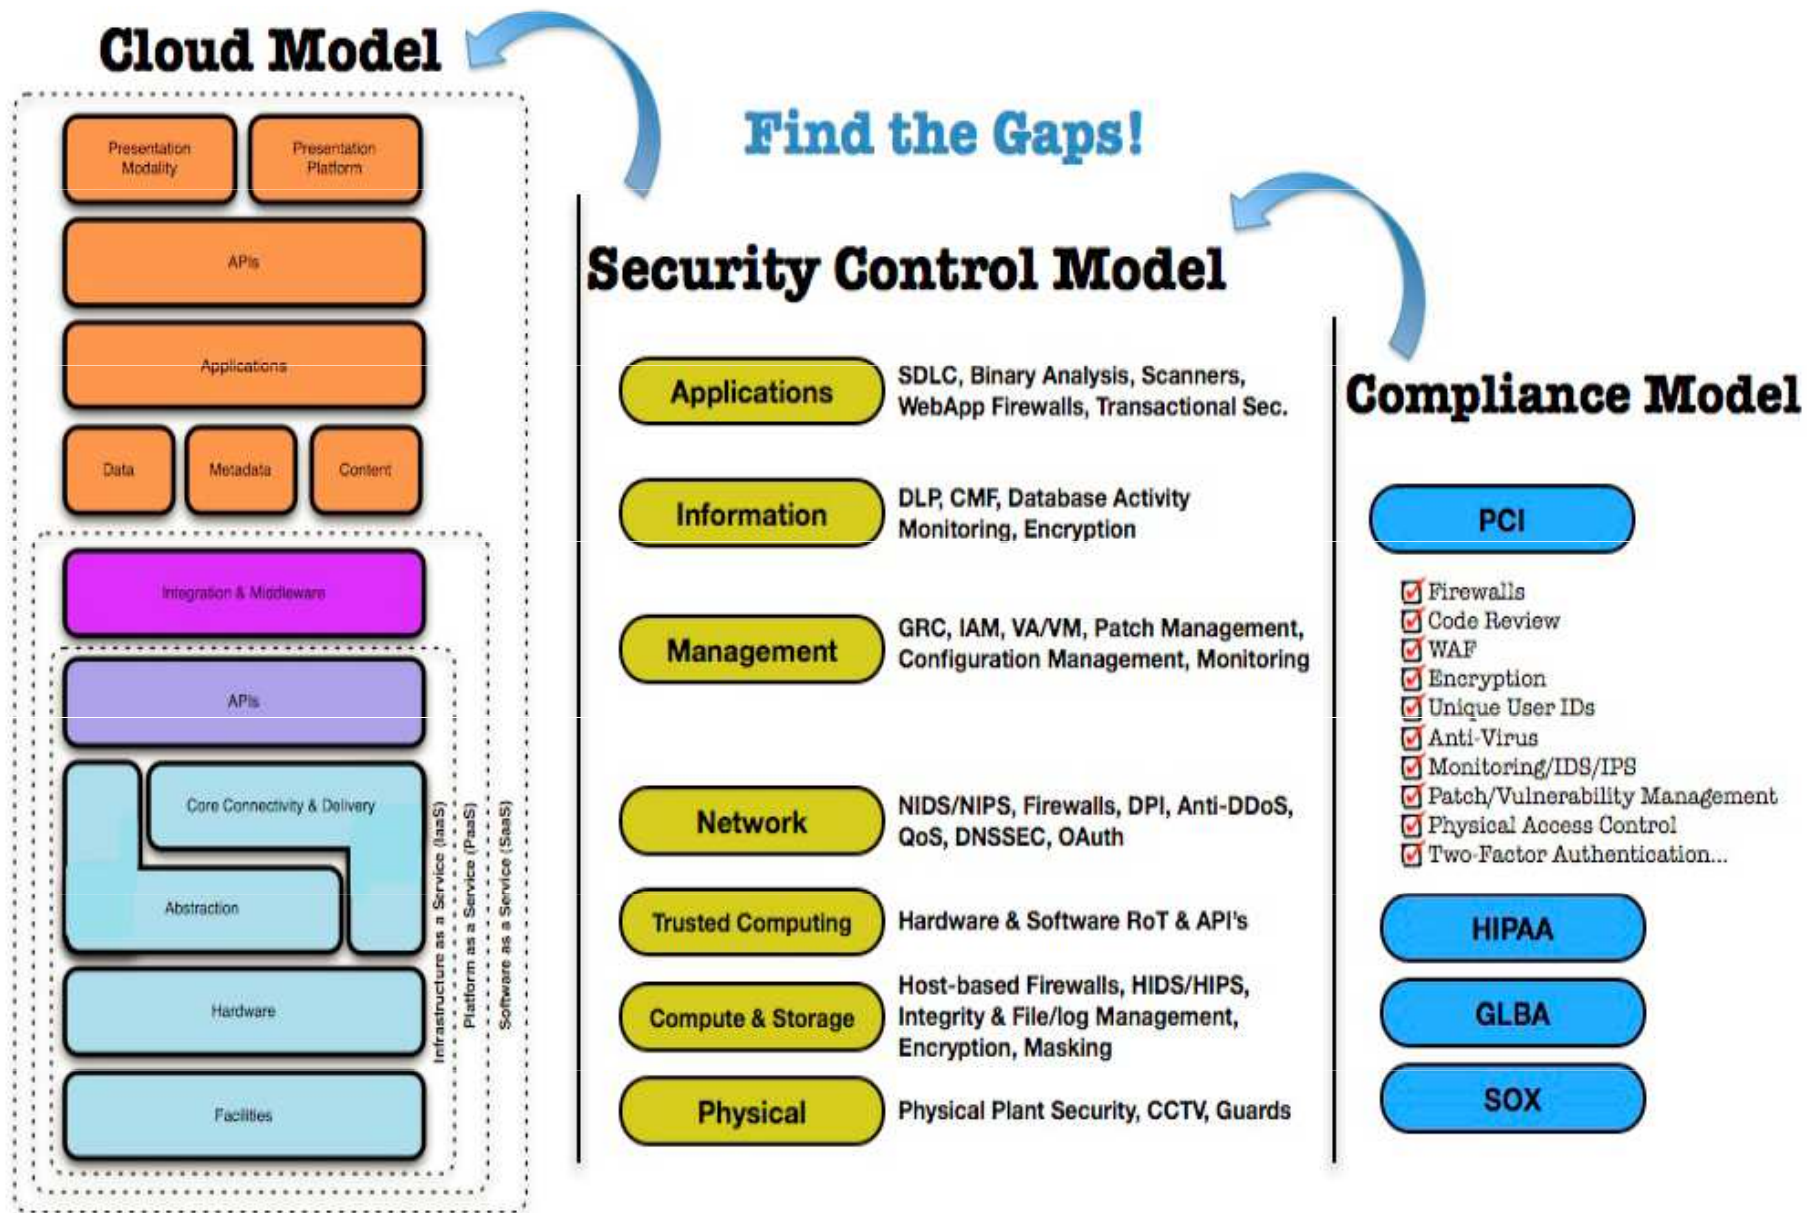 Cloud Model
Presentation
Modality
Presentation
Platform
APIs
Applications
Data
Metadata
Content
Integration & Middleware
APIs
Core Connectivity & Delivery
Abstraction
Hardware
Facilities
Infrastructure as a Service (IaaS)
Platform as a Service (PaaS)
Software as a Service (SaaS)
Find the Gaps!
Security Control Model
Applications
SDLC, Binary Analysis, Scanners,
WebApp Firewalls, Transactional Sec.
Information
DLP, CMF, Database Activity
Monitoring, Encryption
Management
GRC, IAM, VA/VM, Patch Management,
Configuration Management, Monitoring
Network
NIDS/NIPS, Firewalls, DPI, Anti-DDoS,
QoS, DNSSEC, OAuth
Trusted Computing
Hardware & Software RoT & API's
Compute & Storage
Host-based Firewalls, HIDS/HIPS,
Integrity & File/log Management,
Encryption, Masking
Physical
Physical Plant Security, CCTV, Guards
Compliance Model
PCI
Firewalls
Code Review
WAF
Encryption
Unique User IDs
Anti-Virus
Monitoring/IDS/IPS
Patch/Vulnerability Management
Physical Access Control
Two-Factor Authentication...
HIPAA
GLBA
SOX